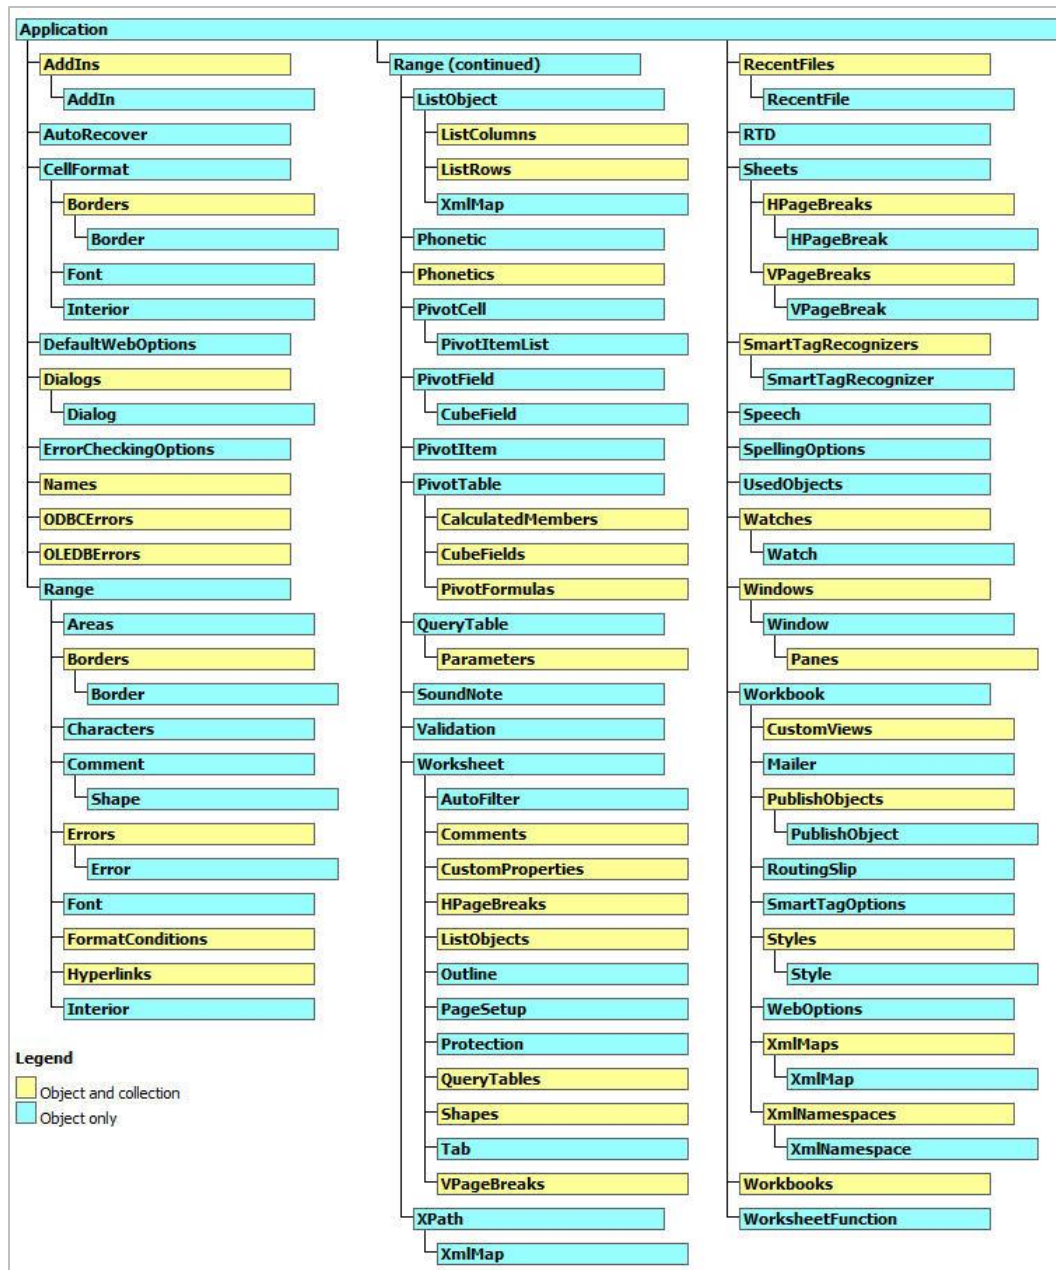 Application
AddIns
AddIn
AutoRecover
CellFormat
Borders
Border
Font
Interior
DefaultWebOptions
Dialogs
Dialog
ErrorCheckingOptions
Names
ODBCErrors
OLEDBErrors
Range
Areas
Borders
Border
Characters
Comment
Shape
Errors
Error
Font
FormatConditions
Hyperlinks
Interior
Legend
Object and collection
Object only
Range (continued)
ListObject
ListColumns
ListRows
XmlMap
Phonetic
Phonetics
PivotCell
PivotItemList
PivotField
CubeField
PivotItem
PivotTable
CalculatedMembers
CubeFields
PivotFormulas
QueryTable
Parameters
SoundNote
Validation
Worksheet
AutoFilter
Comments
CustomProperties
HPageBreaks
ListObjects
Outline
PageSetup
Protection
QueryTables
Shapes
Tab
VPageBreaks
XPath
XmlMap
RecentFiles
RecentFile
RTD
Sheets
HPageBreaks
HPageBreak
VPageBreaks
VPageBreak
SmartTagRecognizers
SmartTagRecognizer
Speech
SpellingOptions
UsedObjects
Watches
Watch
Windows
Window
Panes
Workbook
CustomViews
Mailer
PublishObjects
PublishObject
RoutingSlip
SmartTagOptions
Styles
Style
WebOptions
XmlMaps
XmlMap
XmlNamespaces
XmlNamespace
Workbooks
WorksheetFunction